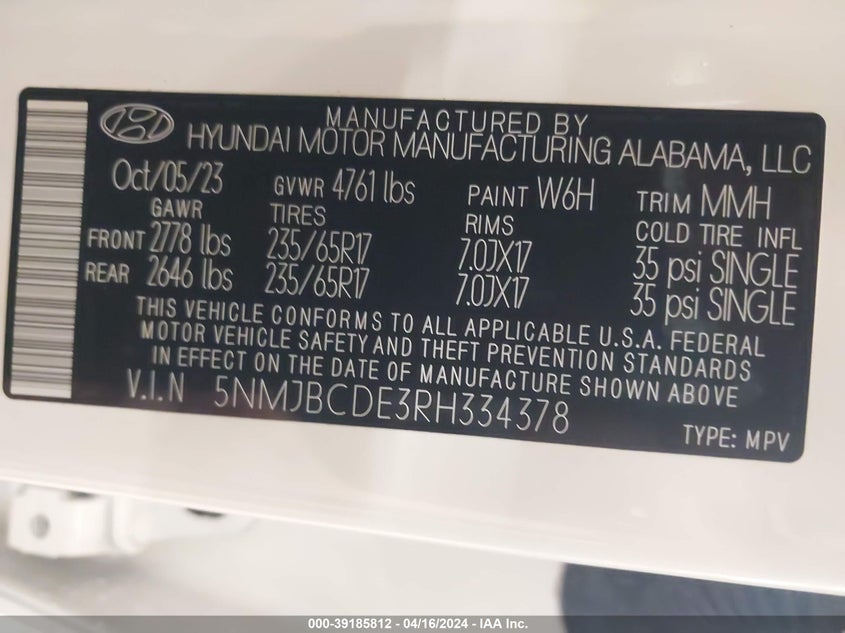 MANUFACTURED BY
HYUNDAI MOTOR MANUFACTURING ALABAMA, LLC
Oct/05/23 GVWR 4761 lbs PAINT W6H TRIM MMH
GAWR TIRES RIMS COLD TIRE INFL
FRONT 2778 lbs 235/65R17 7.0JX17 35 psi SINGLE
REAR 2646 lbs 235/65R17 7.0JX17 35 psi SINGLE
THIS VEHICLE CONFORMS TO ALL APPLICABLE U.S.A. FEDERAL
MOTOR VEHICLE SAFETY AND THEFT PREVENTION STANDARDS
IN EFFECT ON THE DATE OF MANUFACTURE SHOWN ABOVE
V.I.N 5NMJBCDE3RH334378
TYPE: MPV
000-39185812 - 04/16/2024 - IAA Inc.